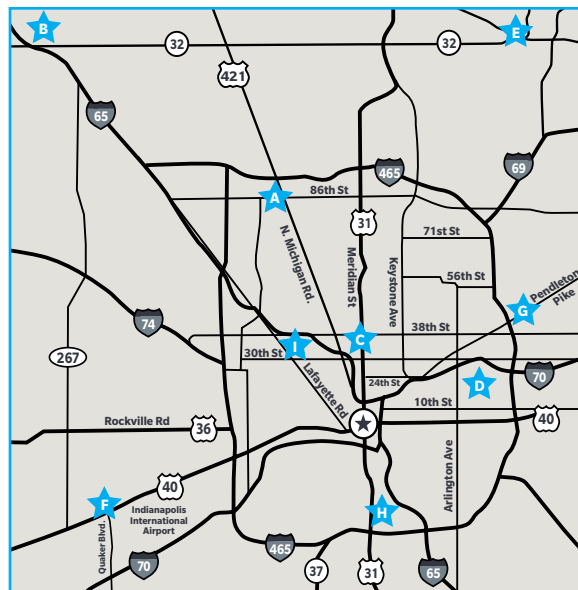 B
E
32
32
421
65
69
465
A
86th St
31
71st St
N. Michigan Rd.
Meridian St
Keystone Ave
56th St
Pendleton
Pike
G
74
38th St
C
I
267
30th St
70
24th St
D
Lafayette Rd
10th St
Rockville Rd
36
40
Arlington Ave
40
F
Indianapolis
International
Airport
H
Quaker Blvd.
465
70
37
31
65